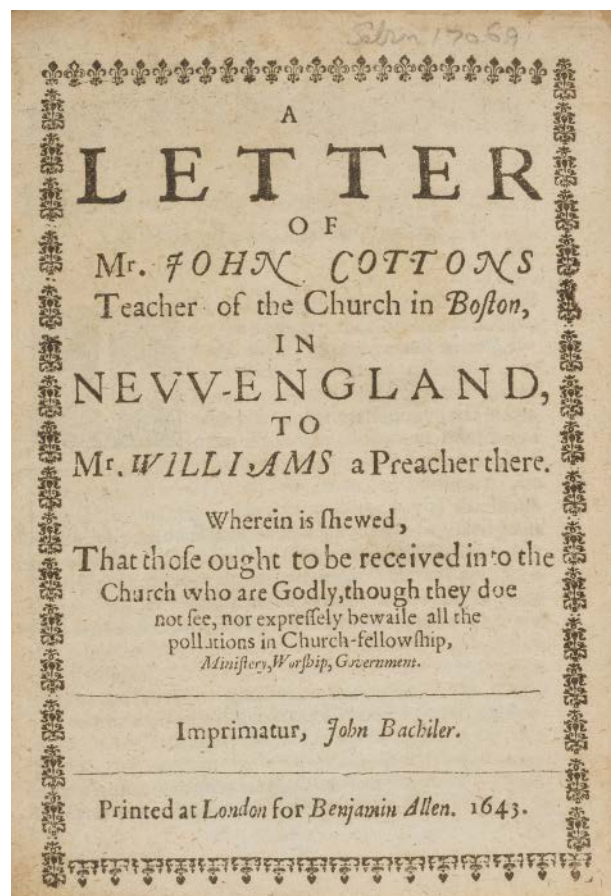 Sabin 17069
A
LETTER
OF
Mr. JOHN COTTONS
Teacher of the Church in Boſton,
IN
NEVV-ENGLAND,
TO
Mr. WILLIAMS a Preacher there.
Wherein is ſhewed,
That thoſe ought to be received into the
Church who are Godly, though they doe
not ſee, nor expreſſely bewaile all the
pollutions in Church-fellowſhip,
Miniſtery, Worſhip, Government.
Imprimatur, John Bachiler.
Printed at London for Benjamin Allen. 1643.